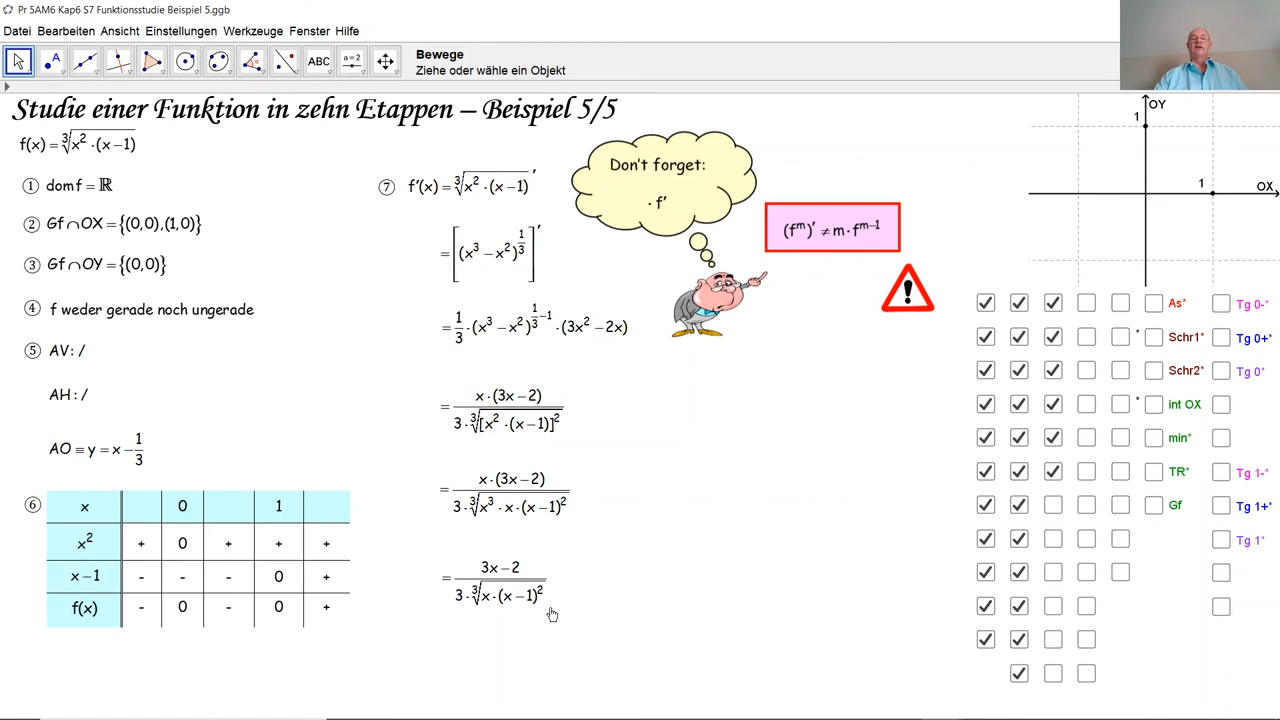 Pr 5AM6 Kap6 S7 Funktionsstudie Beispiel 5.ggb
Datei Bearbeiten Ansicht Einstellungen Werkzeuge Fenster Hilfe
A ABC a=2 Bewege
Ziehe oder wähle ein Objekt
Studie einer Funktion in zehn Etappen – Beispiel 5/5
f(x) = ∛(x² · (x − 1))
① dom f = ℝ
② Gf ∩ OX = {(0,0),(1,0)}
③ Gf ∩ OY = {(0,0)}
④ f weder gerade noch ungerade
⑤ AV: /
AH: /
AO ≡ y = x − 1/3
⑥ x 0 1
x² + 0 + + +
x−1 - - - 0 +
f(x) - 0 - 0 +
⑦ f′(x) = ∛(x² · (x − 1)) ′
= [(x³ − x²)^(1/3)]′
= 1/3 · (x³ − x²)^(1/3 − 1) · (3x² − 2x)
= x · (3x − 2) / (3 · ∛([x² · (x − 1)]²))
= x · (3x − 2) / (3 · ∛(x³ · x · (x − 1)²))
= (3x − 2) / (3 · ∛(x · (x − 1)²))
Don't forget:
· f′
(fᵐ)′ ≠ m · fᵐ⁻¹
!
OY
1
1
OX
As* Tg 0-*
* Schr1* Tg 0+*
Schr2* Tg 0*
* int OX
min*
TR* Tg 1-*
Gf Tg 1+*
Tg 1*